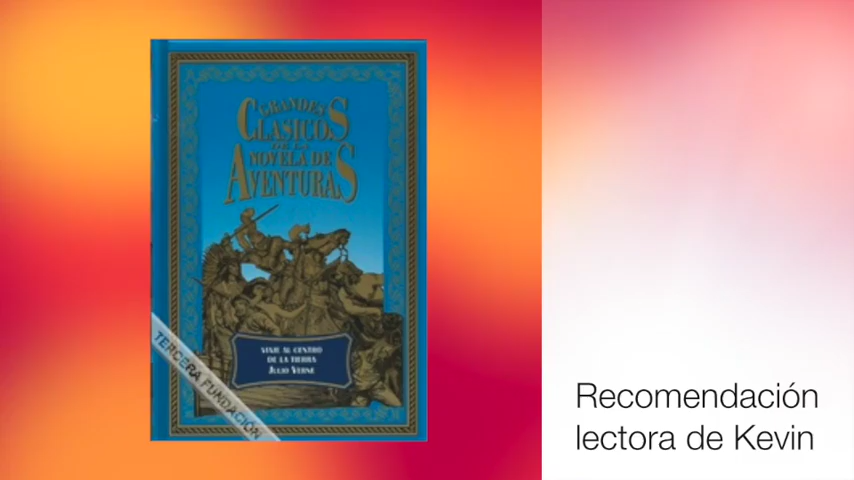 GRANDES
CLASICOS
DE LA
NOVELA DE
AVENTURAS
VIAJE AL CENTRO
DE LA TIERRA
JULIO VERNE
TERCERA FUNDACIÓN
Recomendación
lectora de Kevin